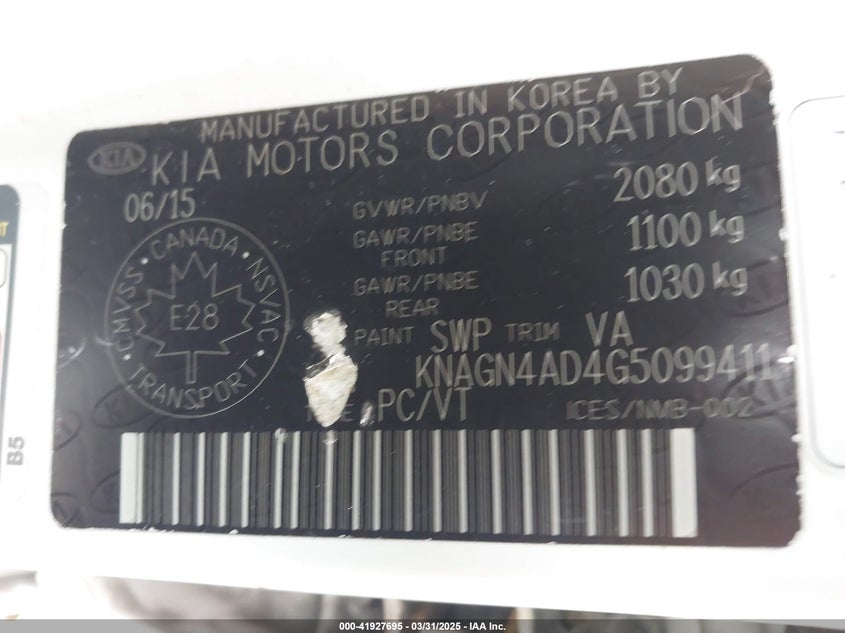 MANUFACTURED IN KOREA BY
KIA KIA MOTORS CORPORATION
06/15
GVWR/PNBV 2080 kg
GAWR/PNBE FRONT 1100 kg
GAWR/PNBE REAR 1030 kg
CMVSS · CANADA · NSVAC
E28
TRANSPORT
PAINT SWP TRIM VA
KNAGN4AD4G5099411
PC/VT ICES/NMB-002
B5
000-41927695 - 03/31/2025 - IAA Inc.